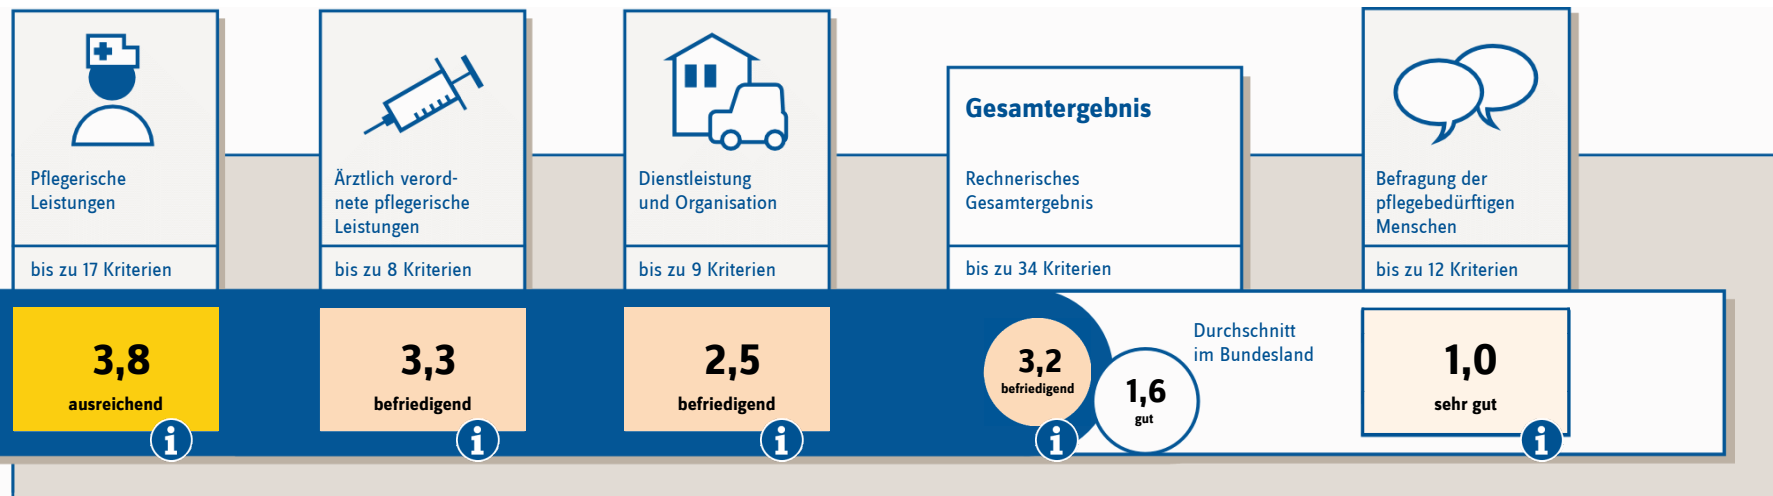 Pflegerische
Leistungen
bis zu 17 Kriterien
3,8
ausreichend
i
Ärztlich verord-
nete pflegerische
Leistungen
bis zu 8 Kriterien
3,3
befriedigend
i
Dienstleistung
und Organisation
bis zu 9 Kriterien
2,5
befriedigend
i
Gesamtergebnis
Rechnerisches
Gesamtergebnis
bis zu 34 Kriterien
3,2
befriedigend
i
1,6
gut
Durchschnitt
im Bundesland
Befragung der
pflegebedürftigen
Menschen
bis zu 12 Kriterien
1,0
sehr gut
i